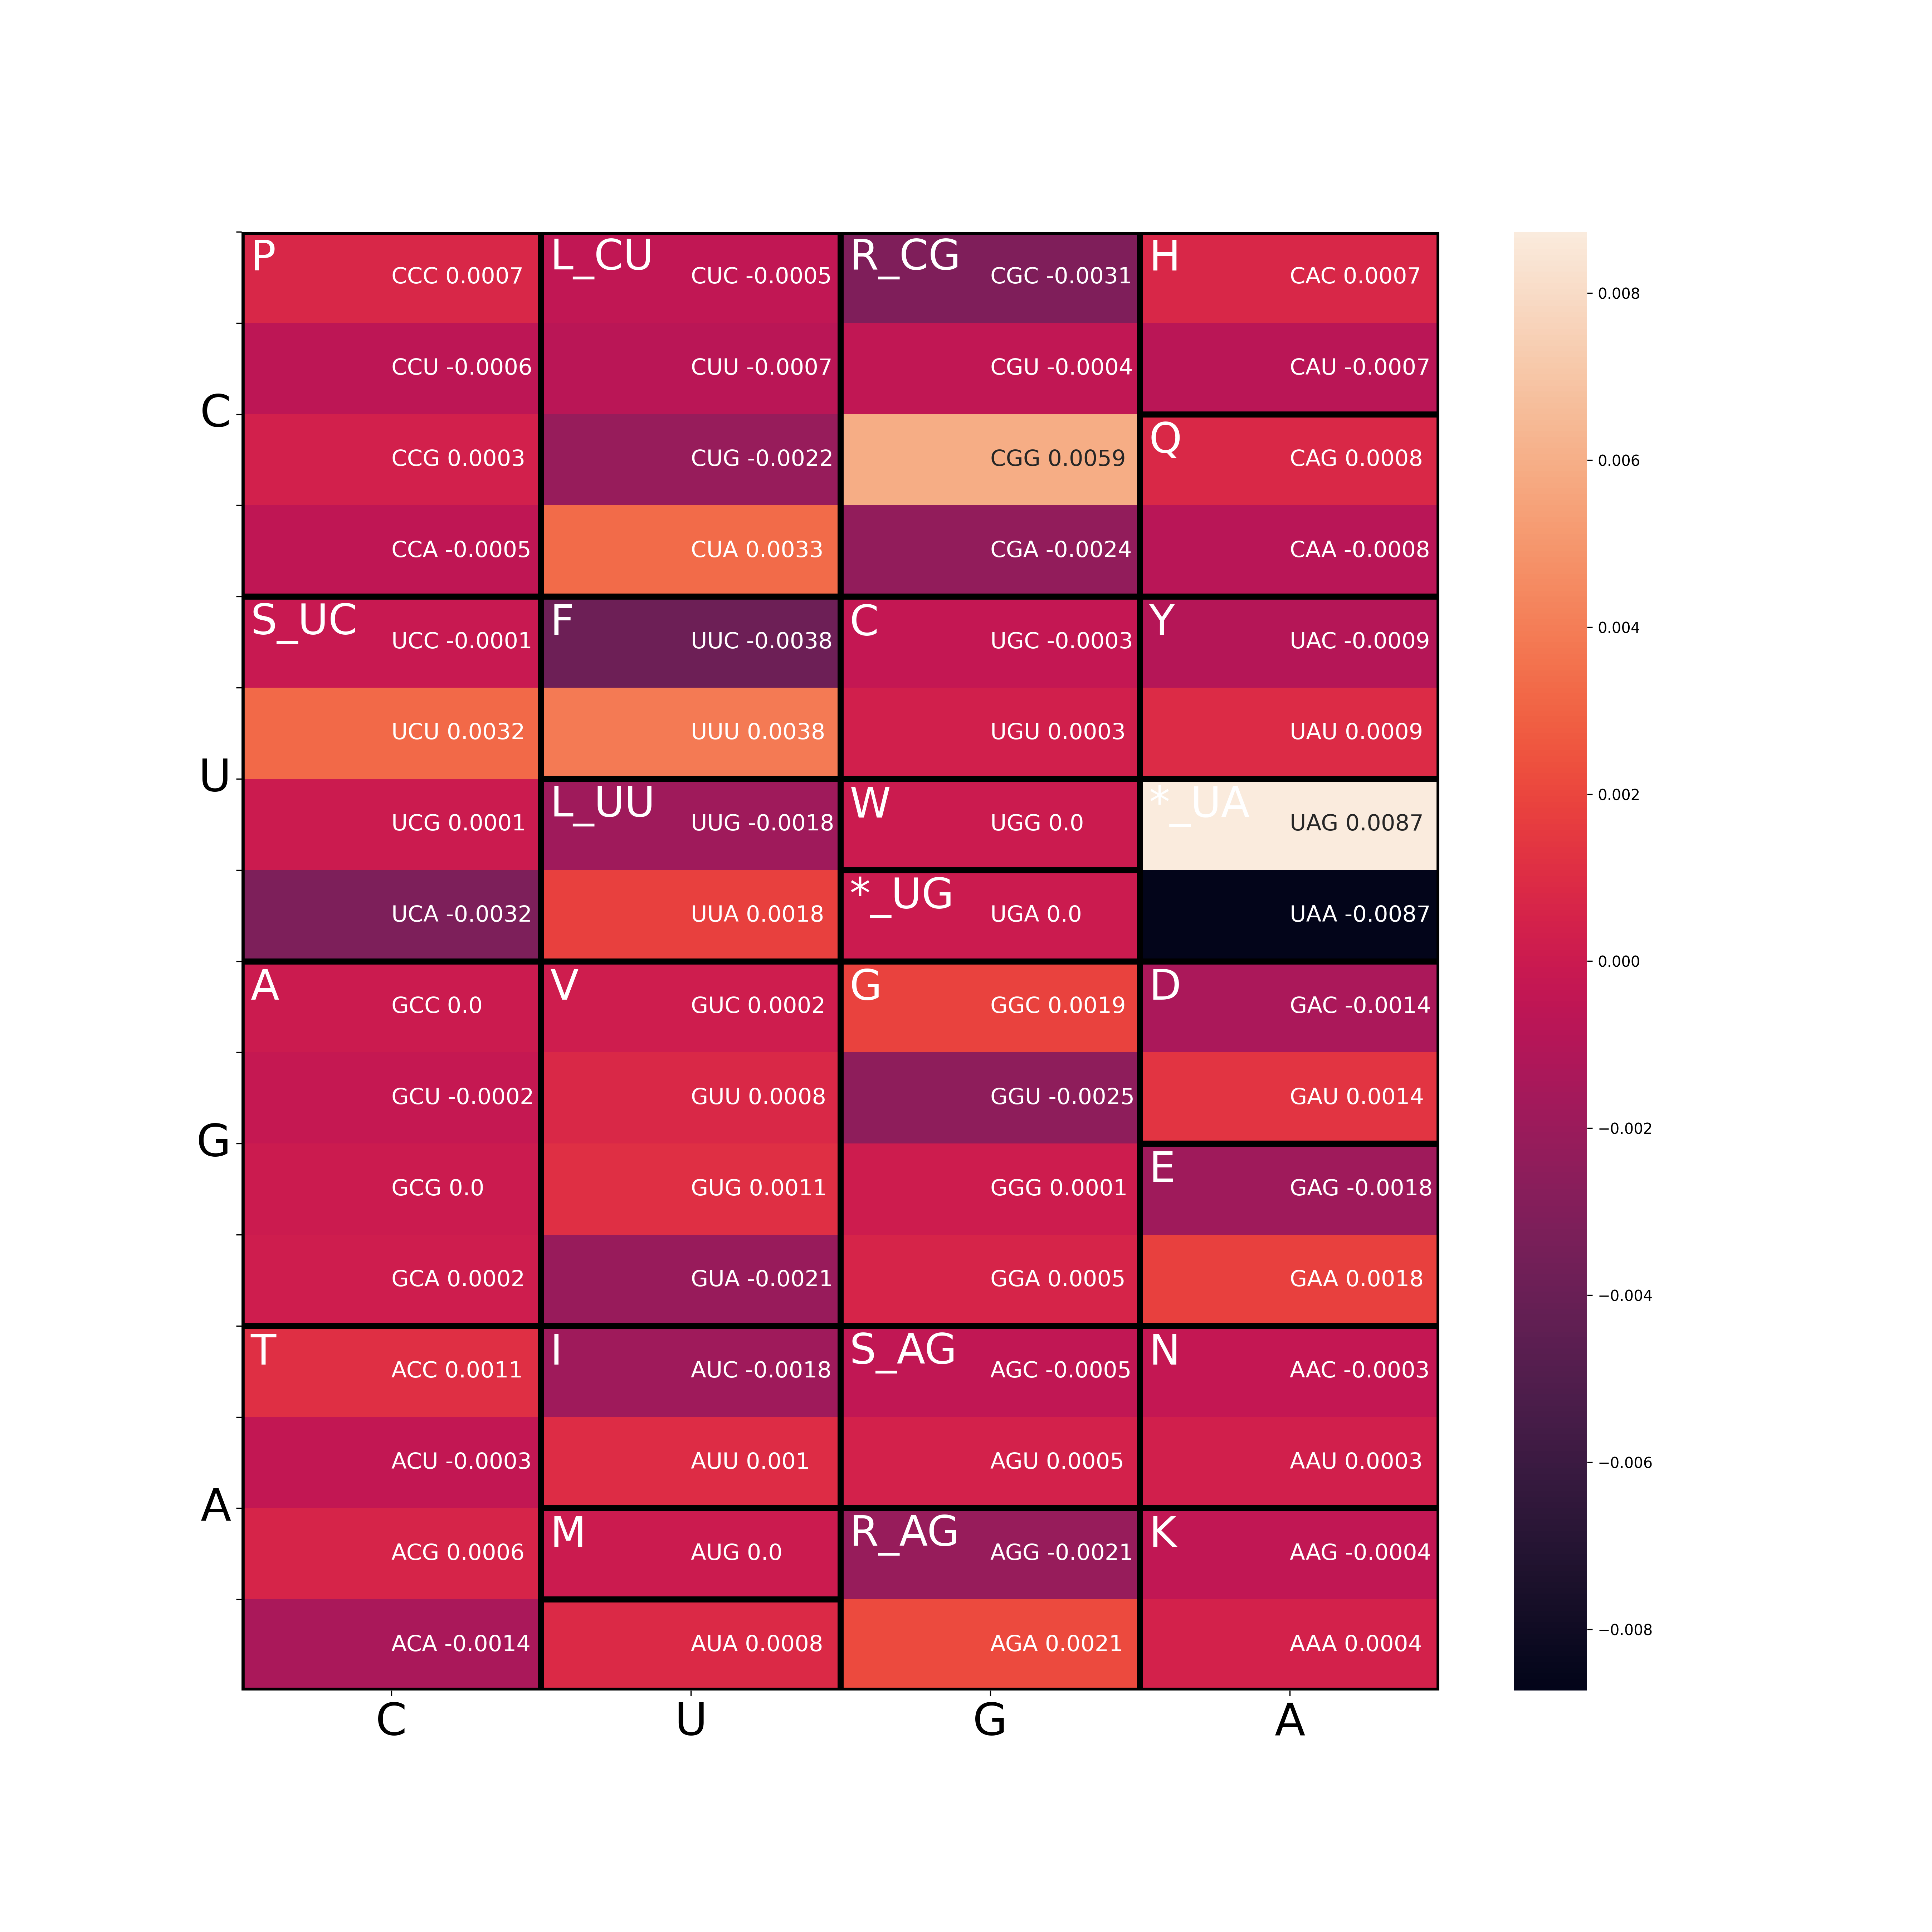 P L_CU R_CG H
CCC 0.0007 CUC -0.0005 CGC -0.0031 CAC 0.0007 0.008
CCU -0.0006 CUU -0.0007 CGU -0.0004 CAU -0.0007
C Q
CCG 0.0003 CUG -0.0022 CGG 0.0059 CAG 0.0008 0.006
CCA -0.0005 CUA 0.0033 CGA -0.0024 CAA -0.0008
S_UC F C Y
UCC -0.0001 UUC -0.0038 UGC -0.0003 UAC -0.0009 0.004
UCU 0.0032 UUU 0.0038 UGU 0.0003 UAU 0.0009
U 0.002
L_UU W *_UA
UCG 0.0001 UUG -0.0018 UGG 0.0 UAG 0.0087
*_UG
UCA -0.0032 UUA 0.0018 UGA 0.0 UAA -0.0087
0.000
A V G D
GCC 0.0 GUC 0.0002 GGC 0.0019 GAC -0.0014
GCU -0.0002 GUU 0.0008 GGU -0.0025 GAU 0.0014
−0.002
G E
GCG 0.0 GUG 0.0011 GGG 0.0001 GAG -0.0018
GCA 0.0002 GUA -0.0021 GGA 0.0005 GAA 0.0018 −0.004
T I S_AG N
ACC 0.0011 AUC -0.0018 AGC -0.0005 AAC -0.0003
ACU -0.0003 AUU 0.001 AGU 0.0005 AAU 0.0003 −0.006
A
M R_AG K
ACG 0.0006 AUG 0.0 AGG -0.0021 AAG -0.0004
ACA -0.0014 AUA 0.0008 AGA 0.0021 AAA 0.0004 −0.008
C U G A